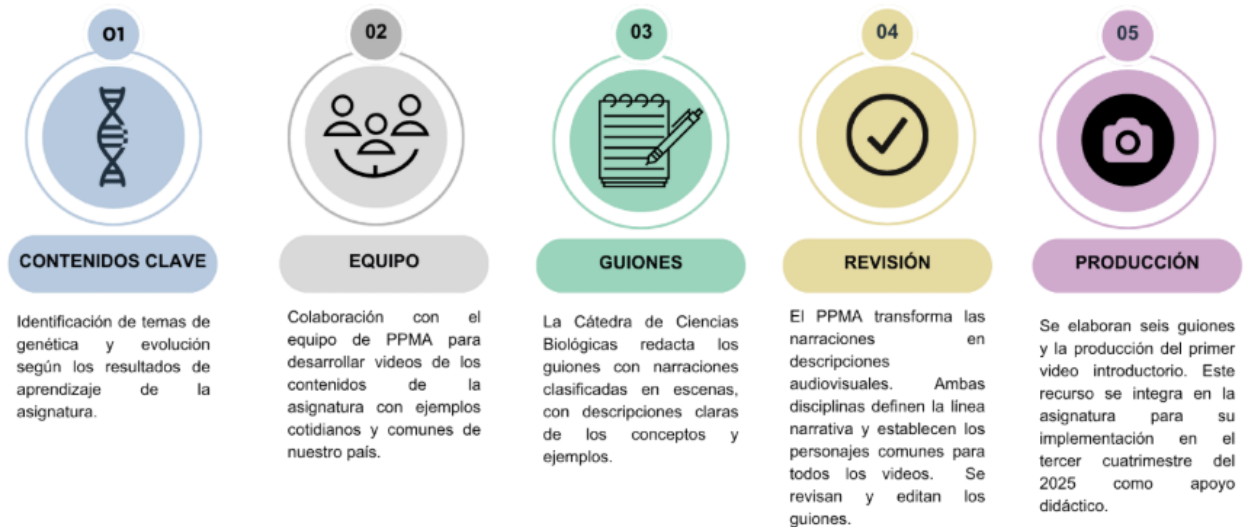 01
CONTENIDOS CLAVE
Identificación de temas de
genética y evolución
según los resultados de
aprendizaje de la
asignatura.
02
EQUIPO
Colaboración con el
equipo de PPMA para
desarrollar videos de los
contenidos de la
asignatura con ejemplos
cotidianos y comunes de
nuestro país.
03
GUIONES
La Cátedra de Ciencias
Biológicas redacta los
guiones con narraciones
clasificadas en escenas,
con descripciones claras
de los conceptos y
ejemplos.
04
REVISIÓN
El PPMA transforma las
narraciones en
descripciones
audiovisuales. Ambas
disciplinas definen la línea
narrativa y establecen los
personajes comunes para
todos los videos. Se
revisan y editan los
guiones.
05
PRODUCCIÓN
Se elaboran seis guiones
y la producción del primer
video introductorio. Este
recurso se integra en la
asignatura para su
implementación en el
tercer cuatrimestre del
2025 como apoyo
didáctico.